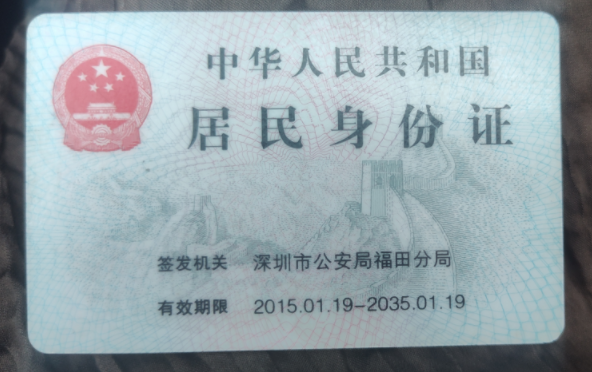 中华人民共和国
居民身份证
签发机关 深圳市公安局福田分局
有效期限 2015.01.19-2035.01.19